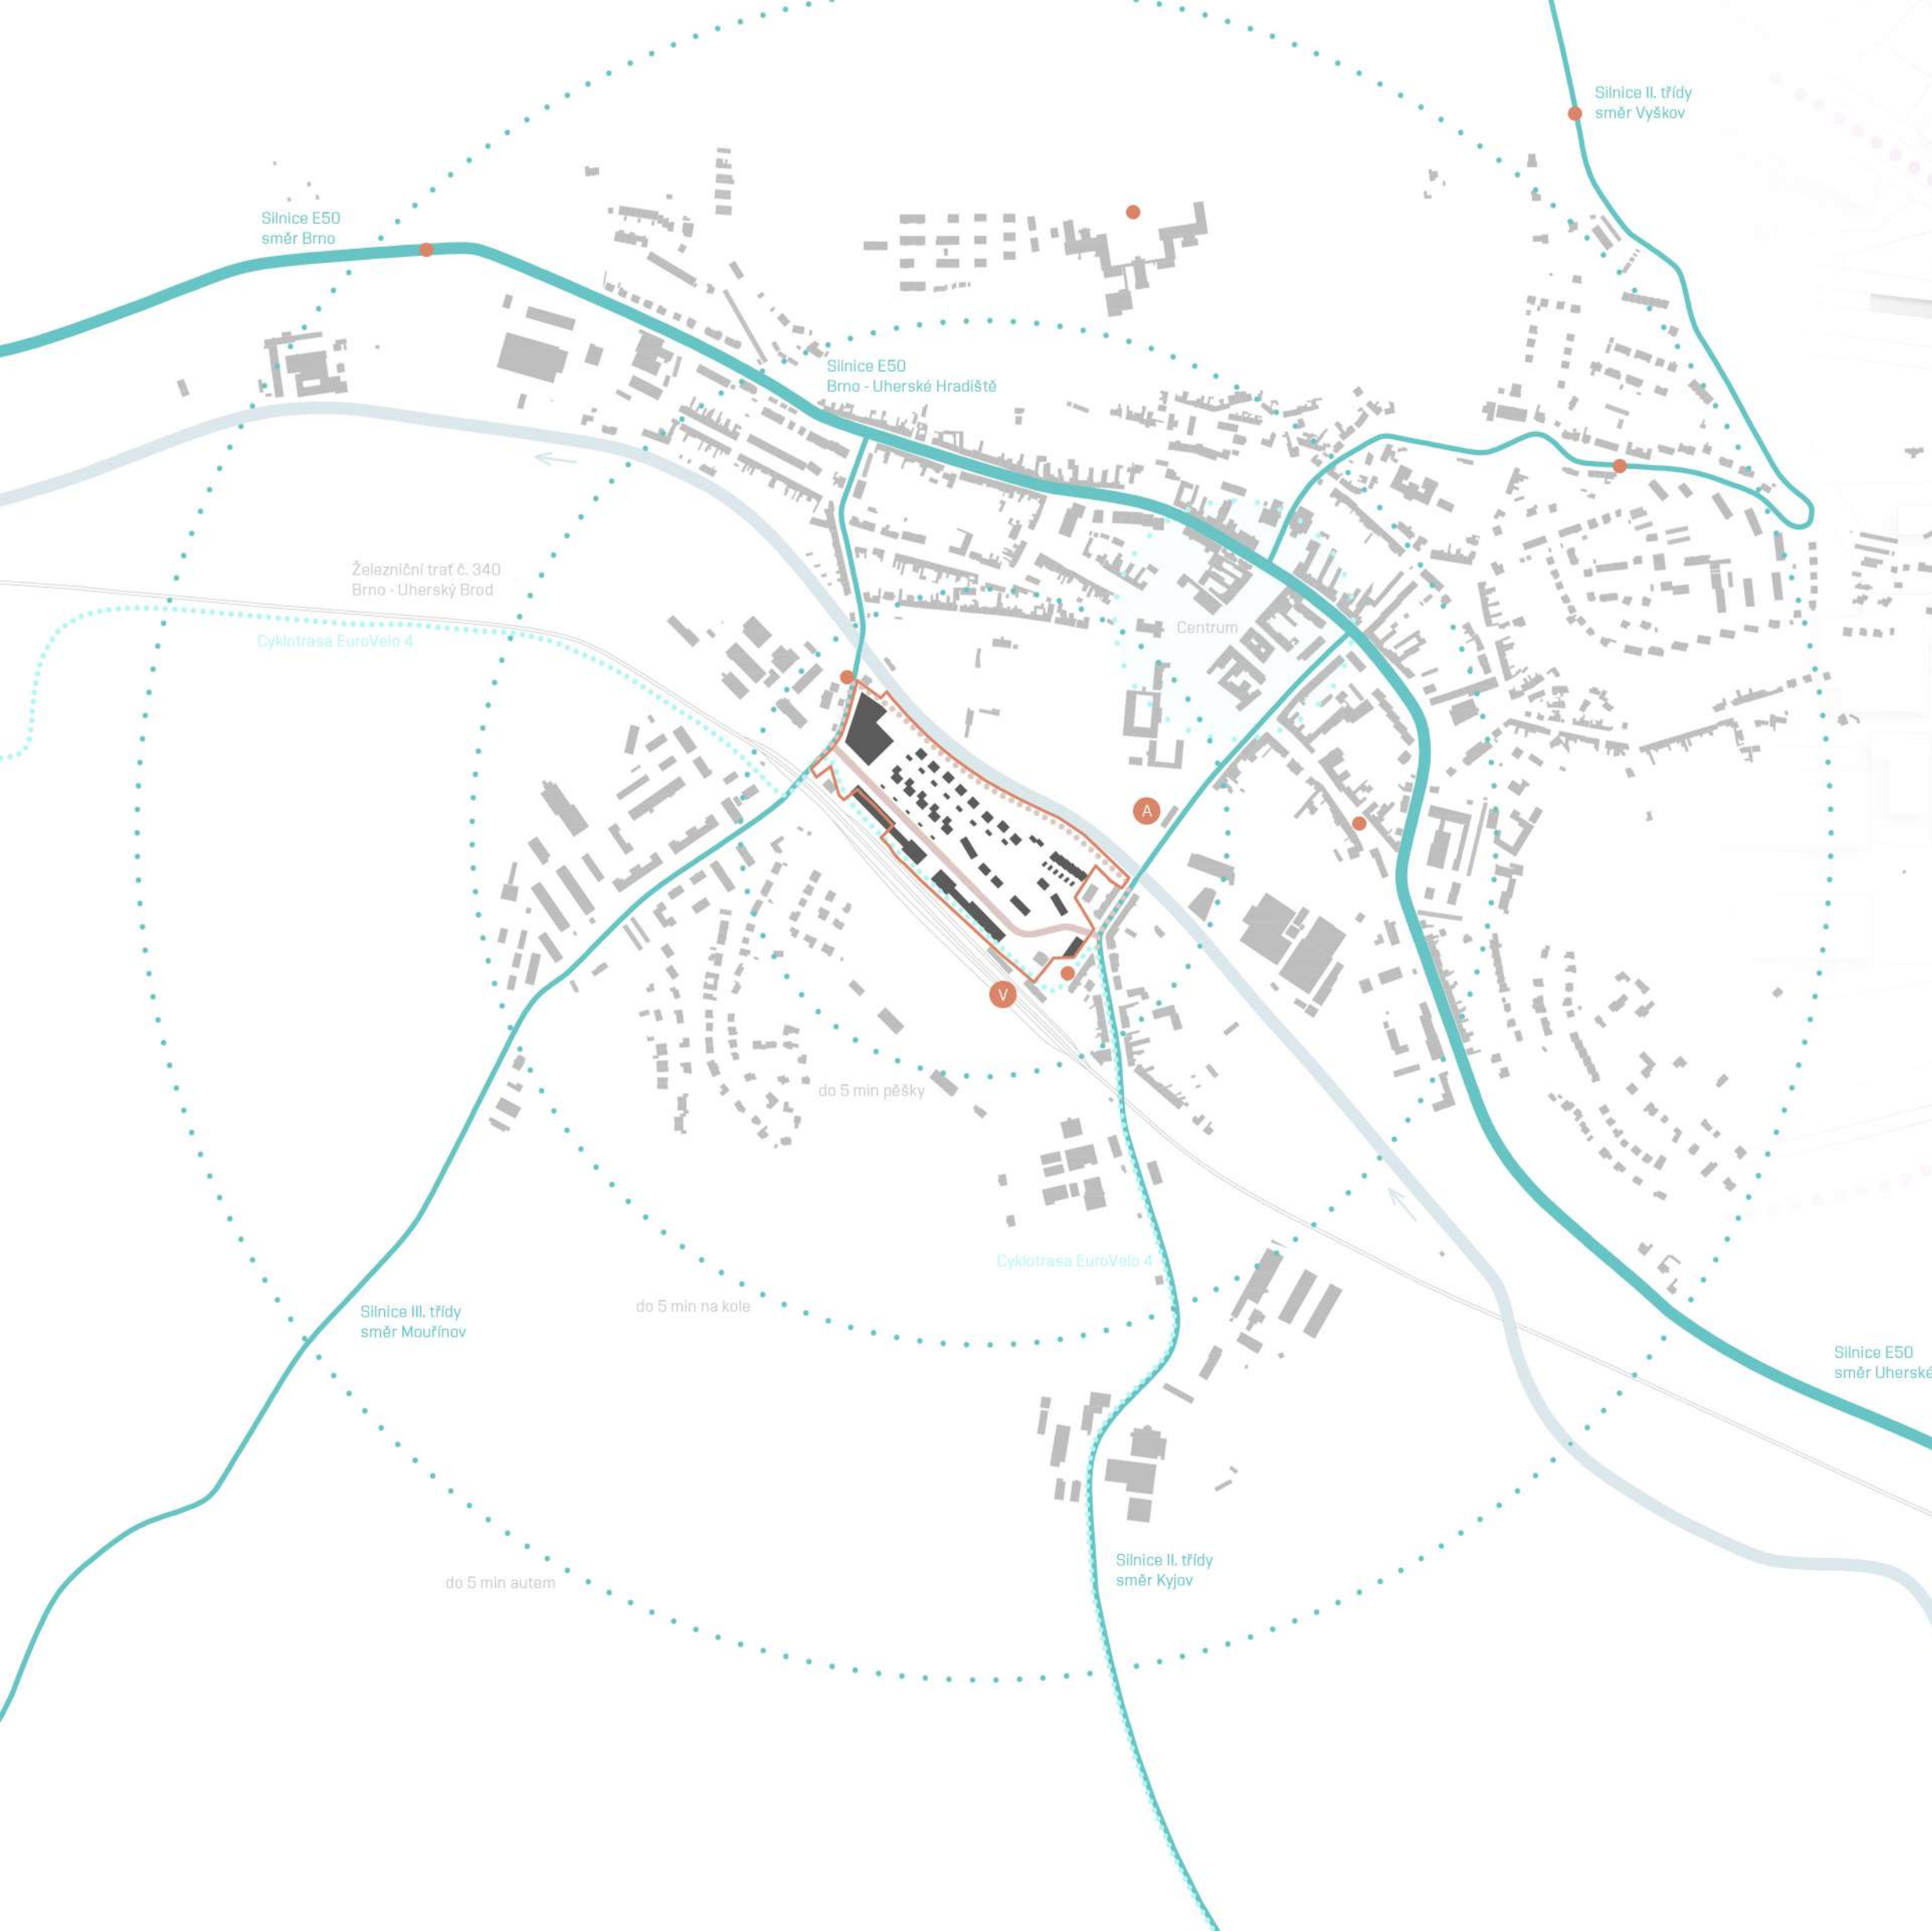 Silnice II. třídy
směr Vyškov
Silnice E50
směr Brno
Silnice E50
Brno - Uherské Hradiště
Železniční trať č. 340
Brno - Uherský Brod
Cyklotrasa EuroVelo 4
Centrum
A
V
do 5 min pěšky
Cyklotrasa EuroVelo 4
do 5 min na kole
Silnice III. třídy
směr Mouřínov
Silnice E50
směr Uherské
Silnice II. třídy
směr Kyjov
do 5 min autem